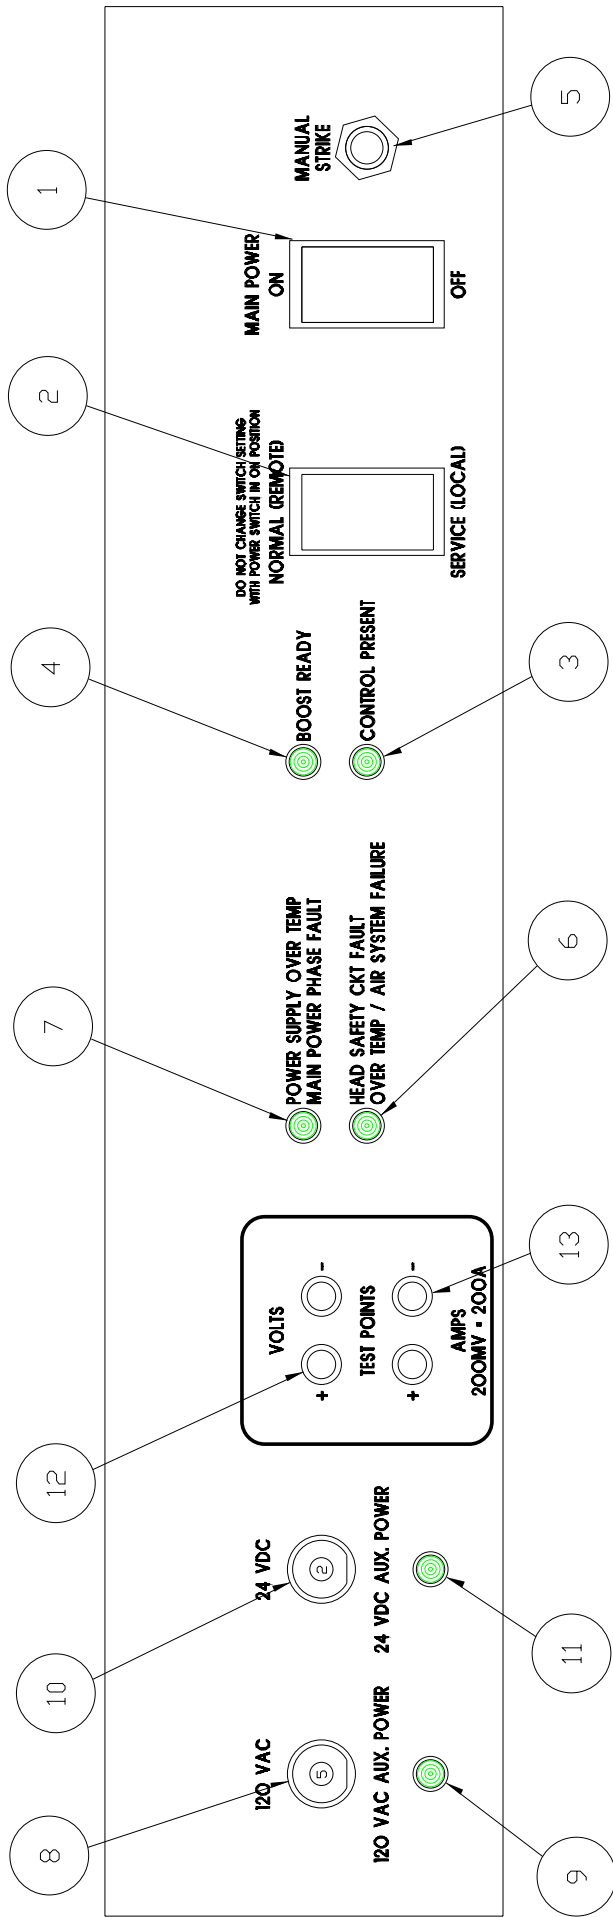 8
10
12
7
4
2
1
120 VAC
5
120 VAC AUX. POWER
24 VDC
2
24 VDC AUX. POWER
VOLTS
+
-
TEST POINTS
+
-
AMPS
200MV = 200A
POWER SUPPLY OVER TEMP
MAIN POWER PHASE FAULT
HEAD SAFETY CKT FAULT
OVER TEMP / AIR SYSTEM FAILURE
BOOST READY
CONTROL PRESENT
DO NOT CHANGE SWITCH SETTING
WITH POWER SWITCH IN ON POSITION
NORMAL (REMOTE)
SERVICE (LOCAL)
MAIN POWER
ON
OFF
MANUAL
STRIKE
9
11
13
6
3
5